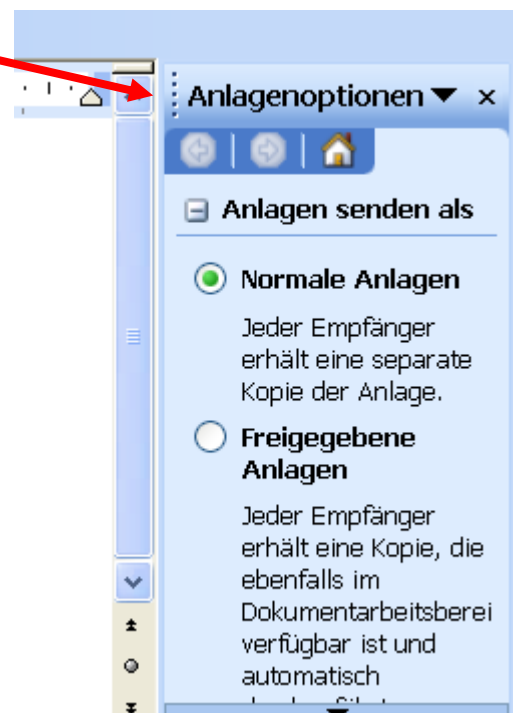 Anlagenoptionen
Anlagen senden als
Normale Anlagen
Jeder Empfänger
erhält eine separate
Kopie der Anlage.
Freigegebene
Anlagen
Jeder Empfänger
erhält eine Kopie, die
ebenfalls im
Dokumentarbeitsberei
verfügbar ist und
automatisch